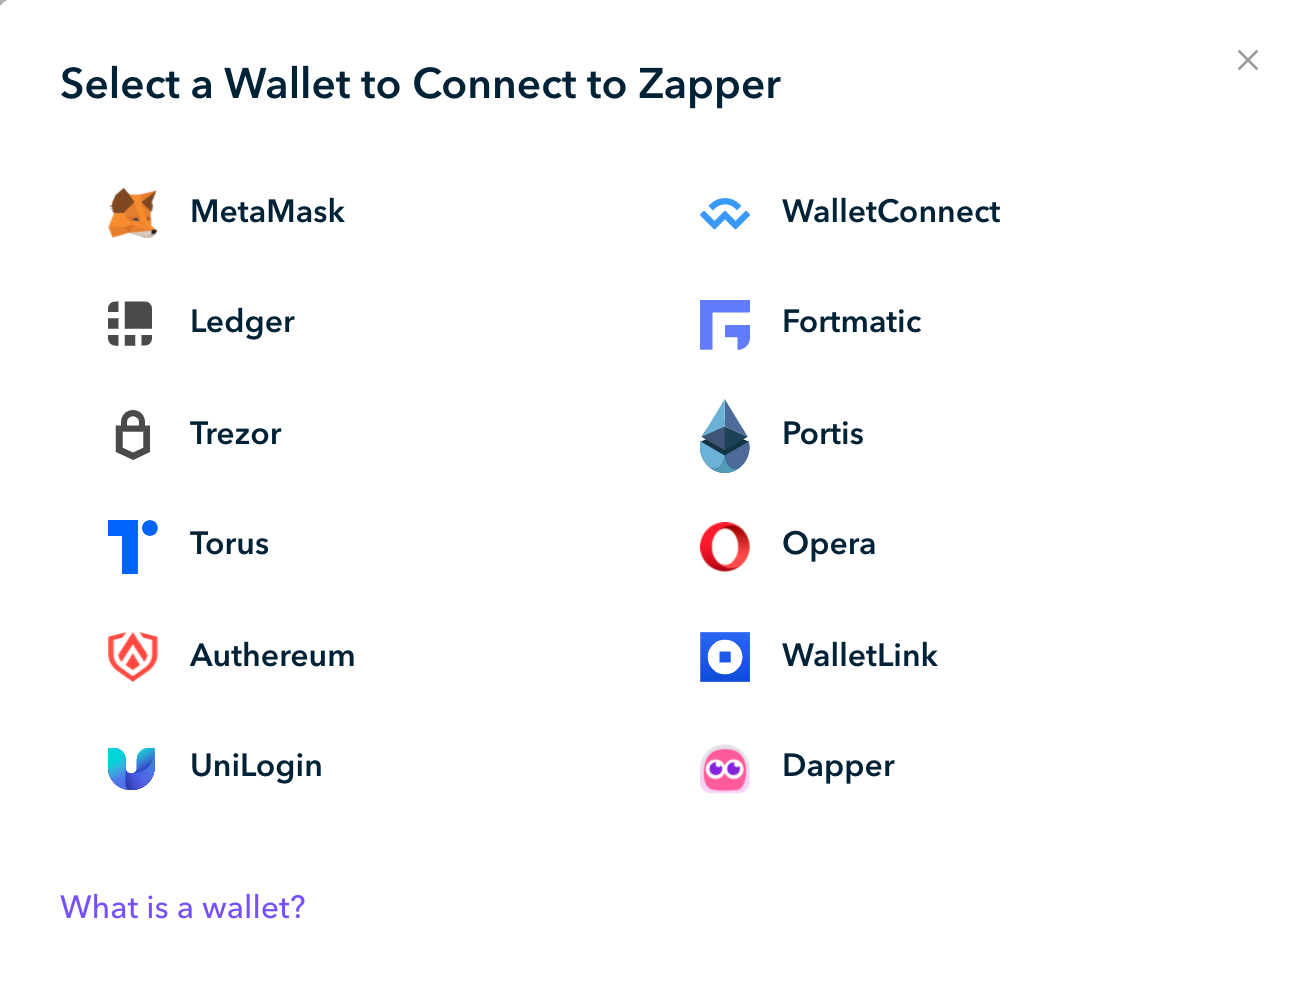 Select a Wallet to Connect to Zapper
MetaMask
WalletConnect
Ledger
Fortmatic
Trezor
Portis
Torus
Opera
Authereum
WalletLink
UniLogin
Dapper
What is a wallet?